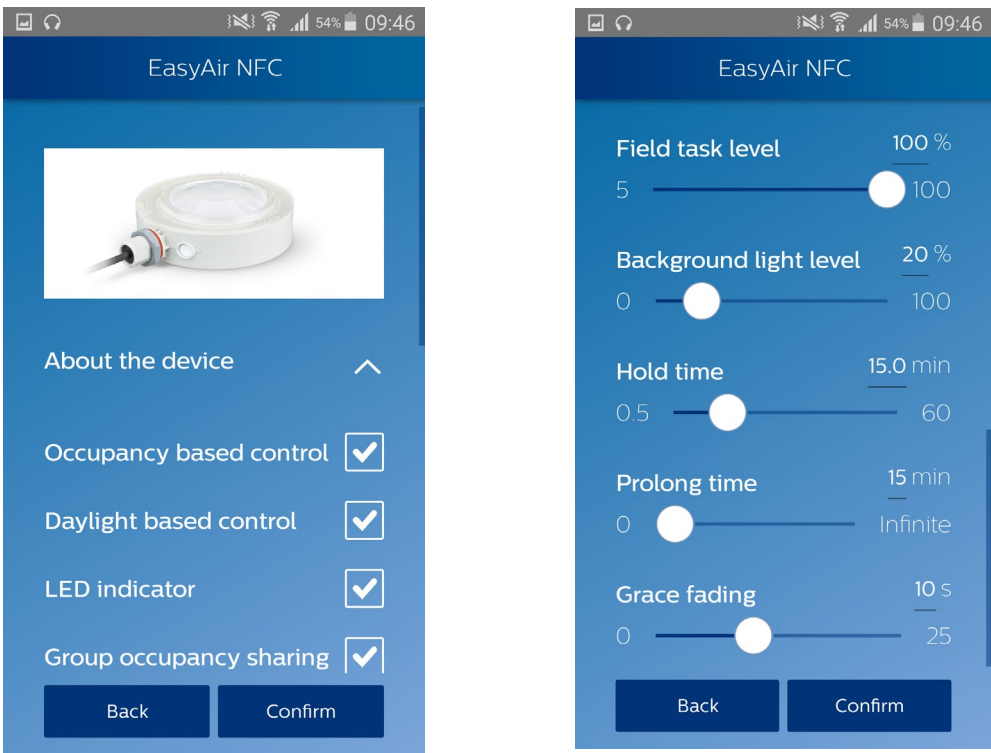 54% 09:46
EasyAir NFC
About the device
Occupancy based control
Daylight based control
LED indicator
Group occupancy sharing
Back Confirm
54% 09:46
EasyAir NFC
Field task level 100 %
5 100
Background light level 20 %
0 100
Hold time 15.0 min
0.5 60
Prolong time 15 min
0 Infinite
Grace fading 10 s
0 25
Back Confirm